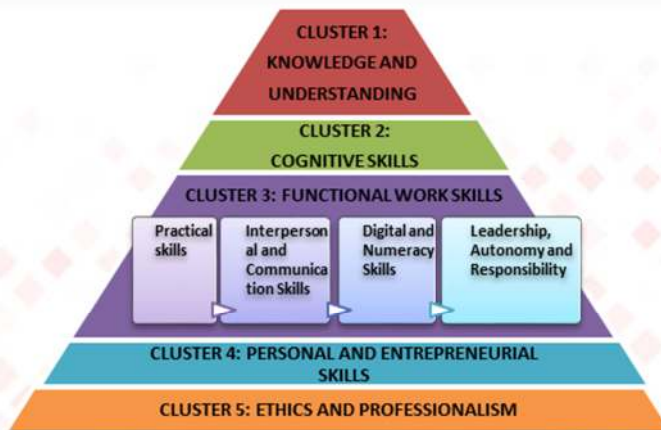 CLUSTER 1:
KNOWLEDGE AND
UNDERSTANDING
CLUSTER 2:
COGNITIVE SKILLS
CLUSTER 3: FUNCTIONAL WORK SKILLS
Practical
skills
Interperson
al and
Communica
tion Skills
Digital and
Numeracy
Skills
Leadership,
Autonomy and
Responsibility
CLUSTER 4: PERSONAL AND ENTREPRENEURIAL
SKILLS
CLUSTER 5: ETHICS AND PROFESSIONALISM